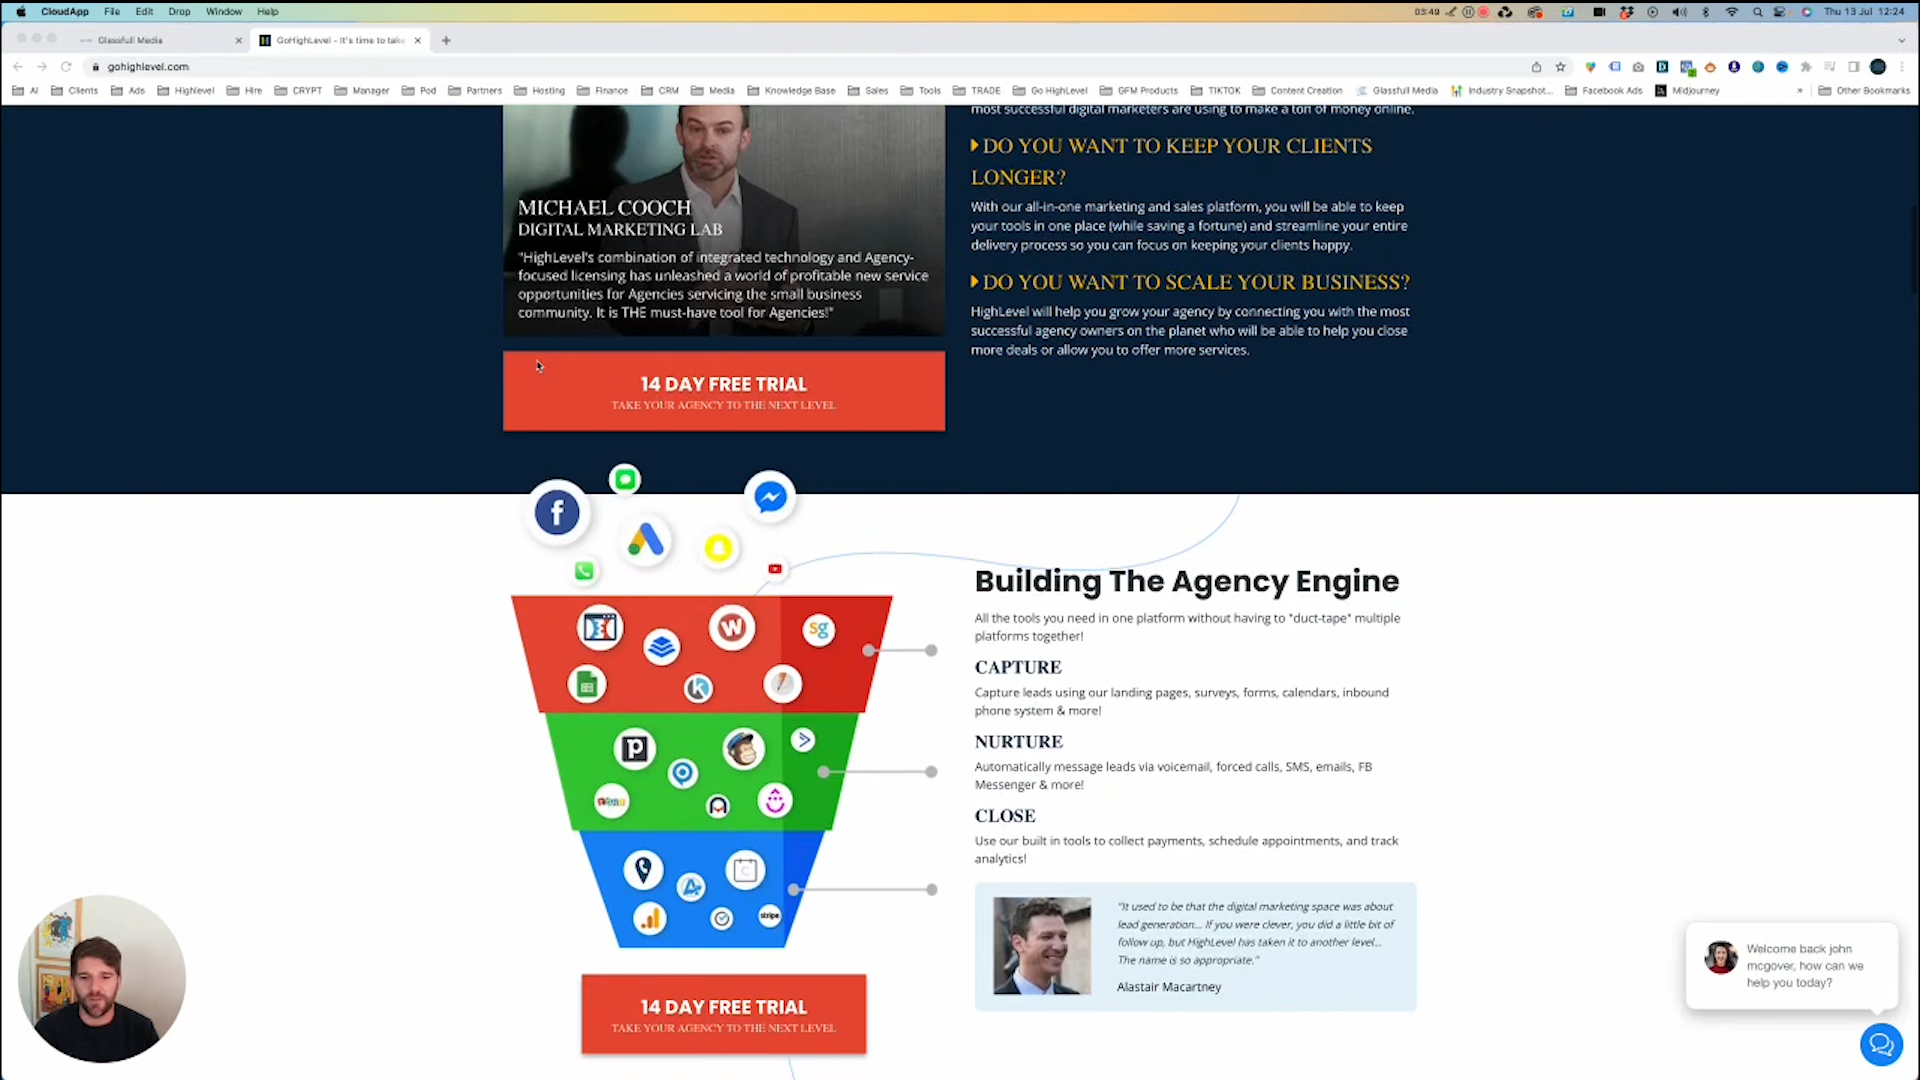 CloudApp File Edit Drop Window Help
03:49
Thu 13 Jul 12:24
Glassfull Media
GoHighLevel - It's time to take
gohighlevel.com
AI Clients Ads Highlevel Hire CRYPT Manager Pod Partners Hosting Finance CRM Media Knowledge Base Sales Tools TRADE Go HighLevel GFM Products TIKTOK Content Creation Glassfull Media Industry Snapshot... Facebook Ads Midjourney » Other Bookmarks
MICHAEL COOCH
DIGITAL MARKETING LAB
"HighLevel's combination of integrated technology and Agency-
focused licensing has unleashed a world of profitable new service
opportunities for Agencies servicing the small business
community. It is THE must-have tool for Agencies!"
14 DAY FREE TRIAL
TAKE YOUR AGENCY TO THE NEXT LEVEL
most successful digital marketers are using to make a ton of money online.
DO YOU WANT TO KEEP YOUR CLIENTS
LONGER?
With our all-in-one marketing and sales platform, you will be able to keep
your tools in one place (while saving a fortune) and streamline your entire
delivery process so you can focus on keeping your clients happy.
DO YOU WANT TO SCALE YOUR BUSINESS?
HighLevel will help you grow your agency by connecting you with the most
successful agency owners on the planet who will be able to help you close
more deals or allow you to offer more services.
sg
stripe
14 DAY FREE TRIAL
TAKE YOUR AGENCY TO THE NEXT LEVEL
Building The Agency Engine
All the tools you need in one platform without having to "duct-tape" multiple
platforms together!
CAPTURE
Capture leads using our landing pages, surveys, forms, calendars, inbound
phone system & more!
NURTURE
Automatically message leads via voicemail, forced calls, SMS, emails, FB
Messenger & more!
CLOSE
Use our built in tools to collect payments, schedule appointments, and track
analytics!
"It used to be that the digital marketing space was about
lead generation... If you were clever, you did a little bit of
follow up, but HighLevel has taken it to another level...
The name is so appropriate."
Alastair Macartney
Welcome back john
mcgover, how can we
help you today?